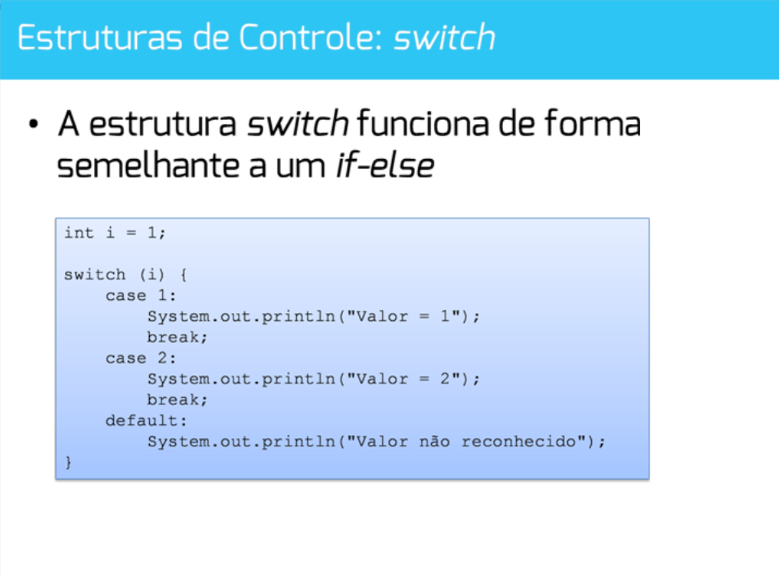 Estruturas de Controle: switch
• A estrutura switch funciona de forma
semelhante a um if-else
int i = 1;
switch (i) {
    case 1:
        System.out.println("Valor = 1");
        break;
    case 2:
        System.out.println("Valor = 2");
        break;
    default:
        System.out.println("Valor não reconhecido");
}